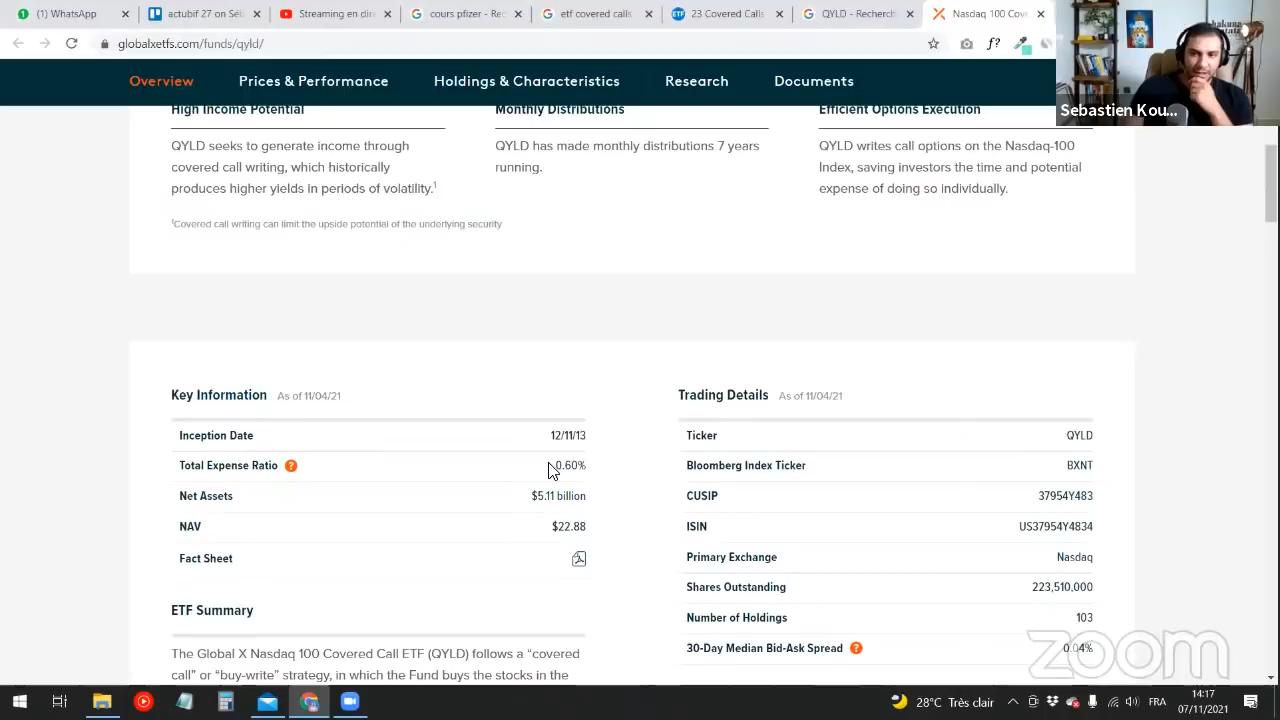 (1) WhatsApp
actu bourse
Streaming en dir
cours pfizer - Rec
etf covered calls
23 Covered Calls
Q - Recherch
Nasdaq 100 Cov
globalxetfs.com/funds/qyld/
f?
Overview
Prices & Performance
Holdings & Characteristics
Research
Documents
Sebastien Kou...
High Income Potential
QYLD seeks to generate income through
covered call writing, which historically
produces higher yields in periods of volatility.1
Monthly Distributions
QYLD has made monthly distributions 7 years
running.
Efficient Options Execution
QYLD writes call options on the Nasdaq-100
Index, saving investors the time and potential
expense of doing so individually.
1Covered call writing can limit the upside potential of the underlying security
Key Information As of 11/04/21
Inception Date 12/11/13
Total Expense Ratio ? 0.60%
Net Assets $5.11 billion
NAV $22.88
Fact Sheet
ETF Summary
The Global X Nasdaq 100 Covered Call ETF (QYLD) follows a “covered
call” or “buy-write” strategy, in which the Fund buys the stocks in the
Trading Details As of 11/04/21
Ticker QYLD
Bloomberg Index Ticker BXNT
CUSIP 37954Y483
ISIN US37954Y4834
Primary Exchange Nasdaq
Shares Outstanding 223,510,000
Number of Holdings 103
30-Day Median Bid-Ask Spread ? 0.04%
zoom
28°C Très clair
FRA
14:17
07/11/2021